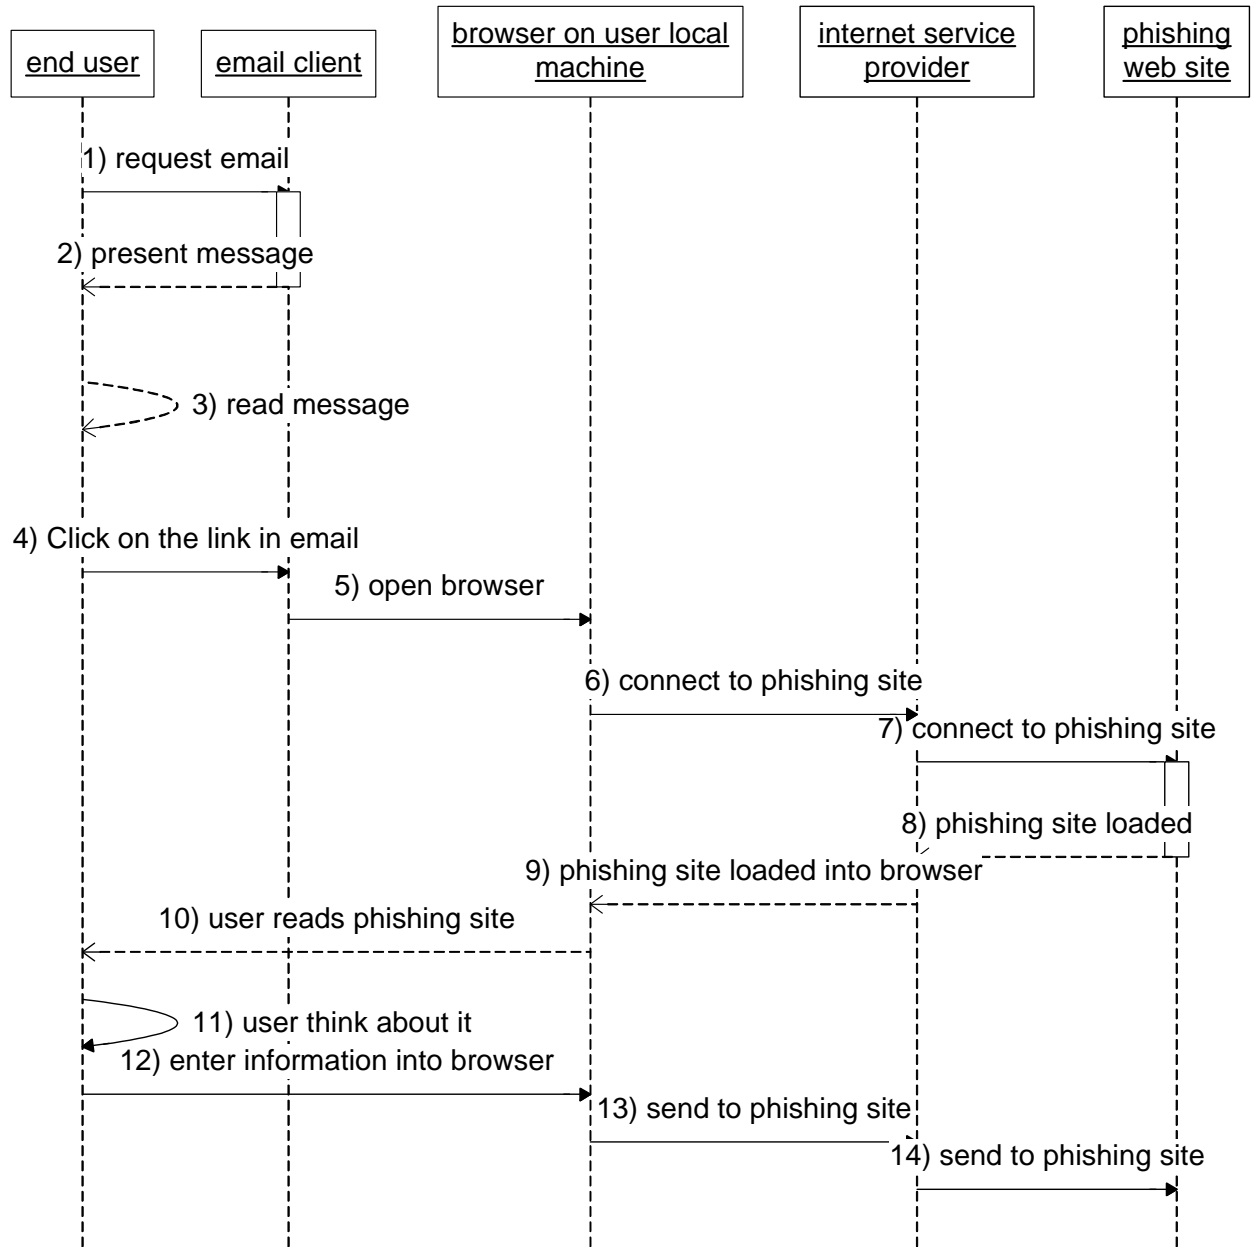 end user
email client
browser on user local
machine
internet service
provider
phishing
web site
1) request email
2) present message
3) read message
4) Click on the link in email
5) open browser
6) connect to phishing site
7) connect to phishing site
8) phishing site loaded
9) phishing site loaded into browser
10) user reads phishing site
11) user think about it
12) enter information into browser
13) send to phishing site
14) send to phishing site